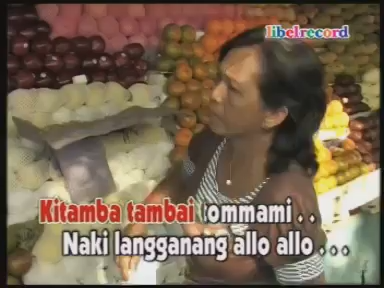 libelrecord
Kitamba tambai ommami . .
Naki langganang allo allo . . .